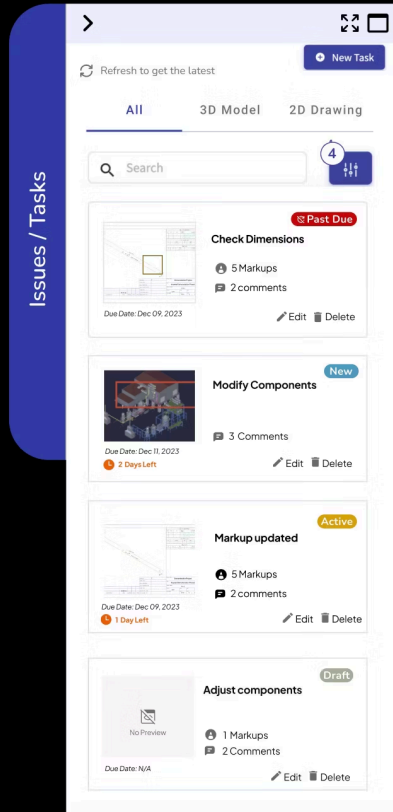 Issues / Tasks
New Task
Refresh to get the latest
All 3D Model 2D Drawing
4
Search
Past Due
Check Dimensions
5 Markups
2 comments
Due Date: Dec 09, 2023
Edit Delete
New
Modify Components
3 Comments
Due Date: Dec 11, 2023
2 Days Left
Edit Delete
Active
Markup updated
5 Markups
2 comments
Due Date: Dec 09, 2023
1 Day Left
Edit Delete
Draft
Adjust components
No Preview
1 Markups
2 Comments
Due Date: N/A
Edit Delete